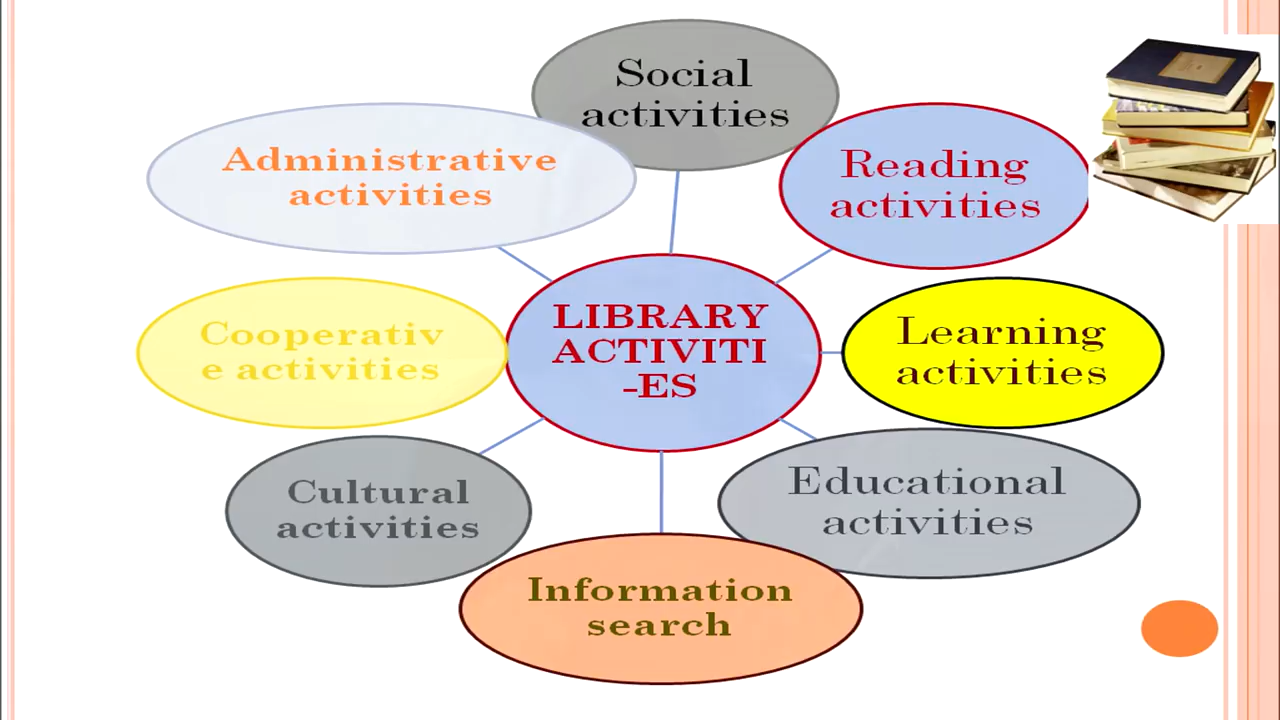 Social
activities
Administrative
activities
Reading
activities
LIBRARY
ACTIVITI
-ES
Cooperativ
e activities
Learning
activities
Cultural
activities
Educational
activities
Information
search